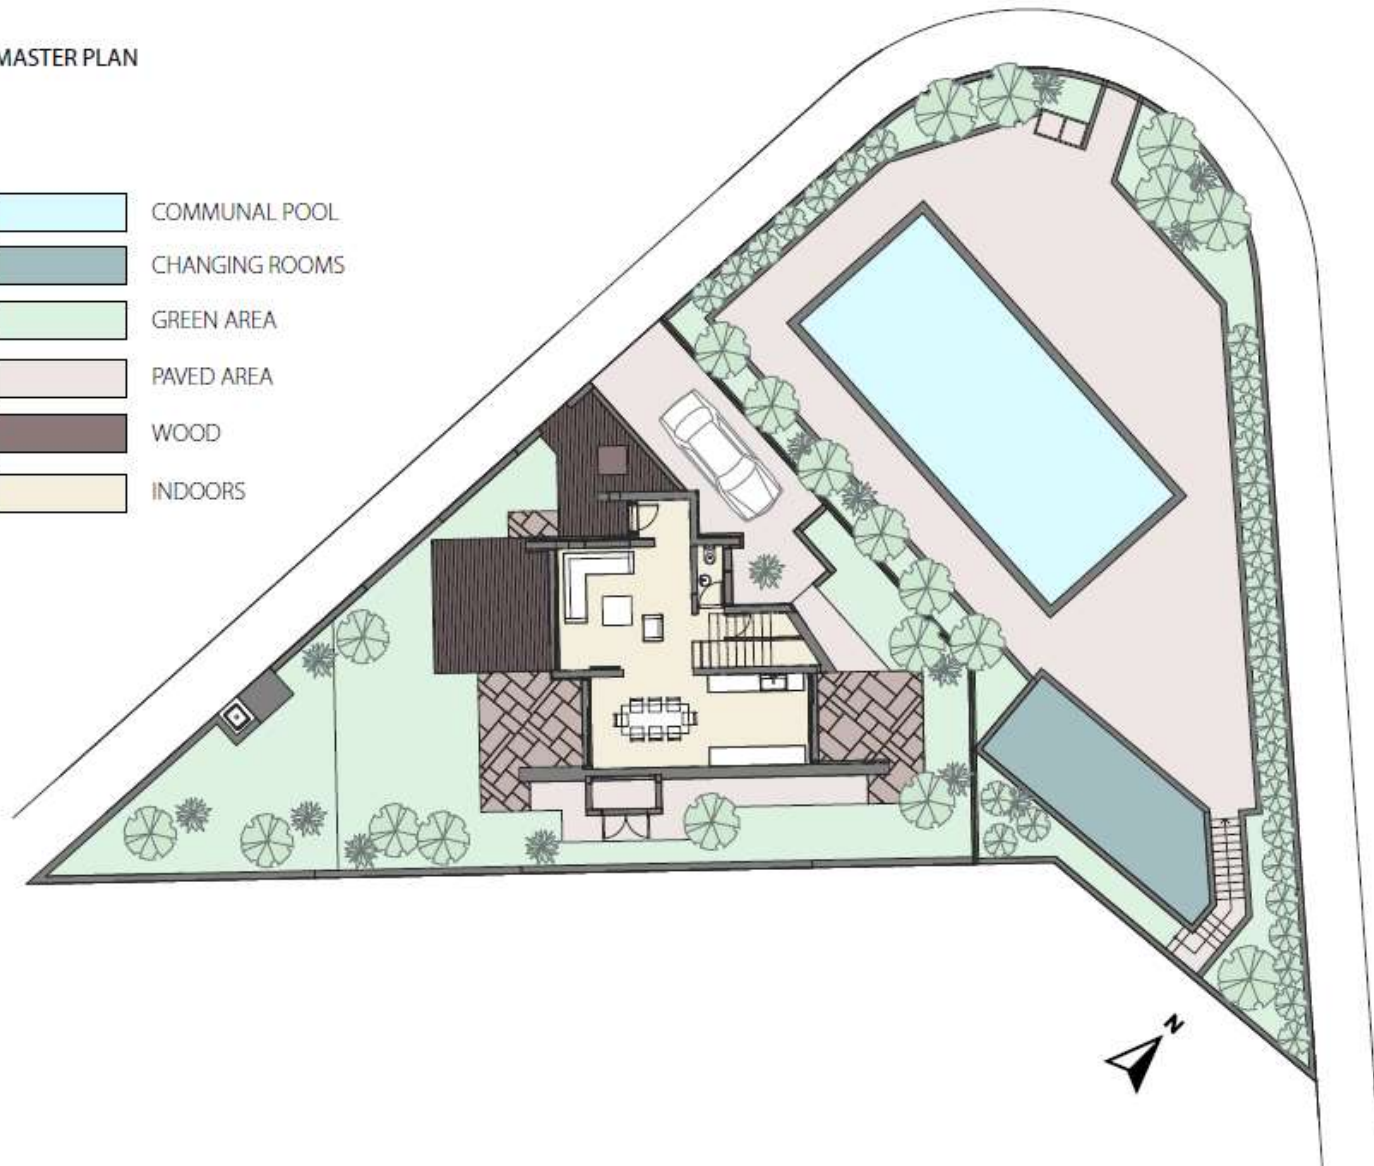 MASTER PLAN
COMMUNAL POOL
CHANGING ROOMS
GREEN AREA
PAVED AREA
WOOD
INDOORS
N